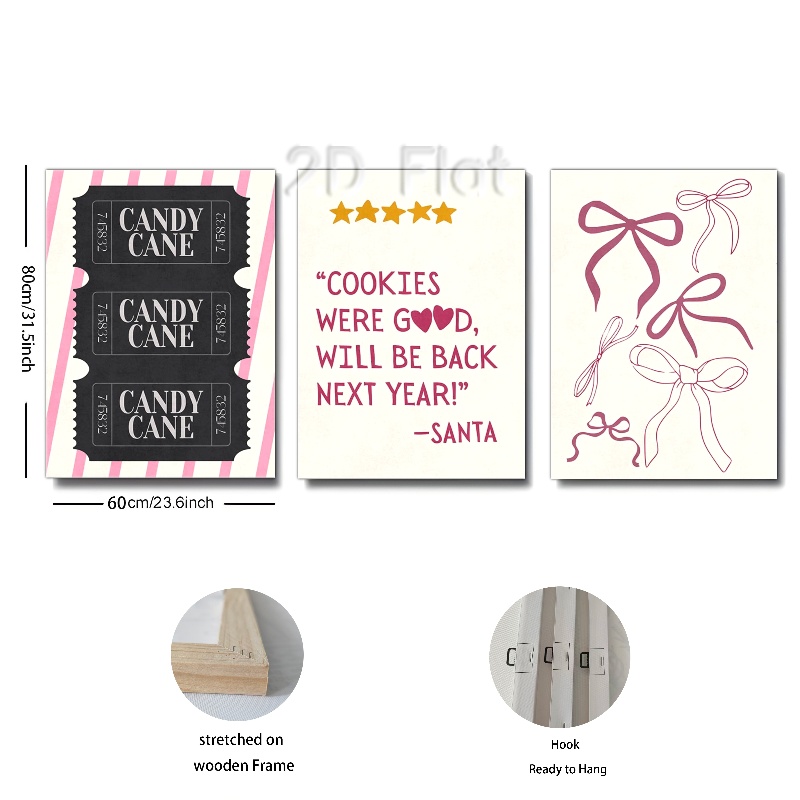 2D Flat
CANDY
CANE
745832
745832
CANDY
CANE
745832
745832
CANDY
CANE
745832
745832
“COOKIES
WERE G♥♥D,
WILL BE BACK
NEXT YEAR!”
–SANTA
80cm/31.5inch
60cm/23.6inch
stretched on
wooden Frame
Hook
Ready to Hang